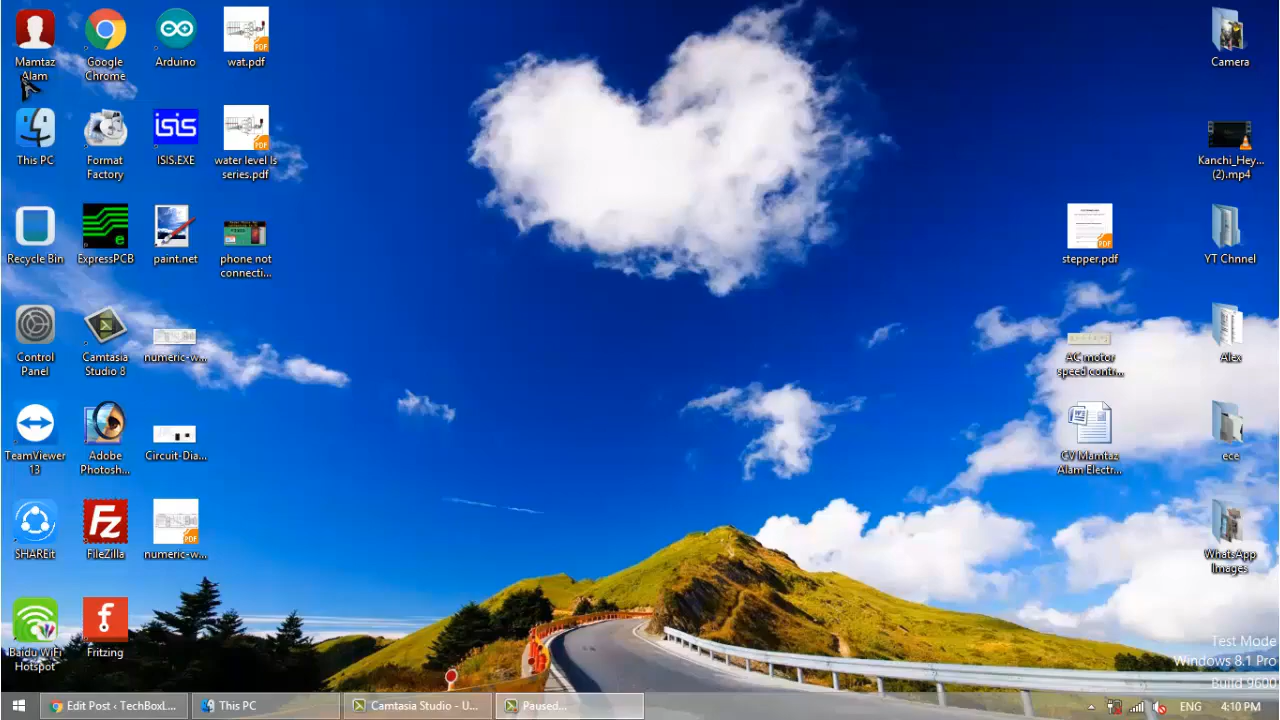 Mamtaz
Alam
Google
Chrome
Arduino
wat.pdf
Camera
This PC
Format
Factory
ISIS.EXE
water level Is
series.pdf
Kanchi_Hey...
(2).mp4
Recycle Bin
ExpressPCB
paint.net
phone not
connecti...
stepper.pdf
YT Chnnel
Control
Panel
Camtasia
Studio 8
numeric-w...
AC motor
speed contr...
Alex
TeamViewer
13
Adobe
Photosh...
Circuit-Dia...
CV Mamtaz
Alam Electr...
ece
SHAREit
FileZilla
numeric-w...
WhatsApp
Images
Baidu WiFi
Hotspot
Fritzing
Test Mode
Windows 8.1 Pro
Build 9600
Edit Post ‹ TechBoxL...
This PC
Camtasia Studio - U...
Paused...
ENG
4:10 PM